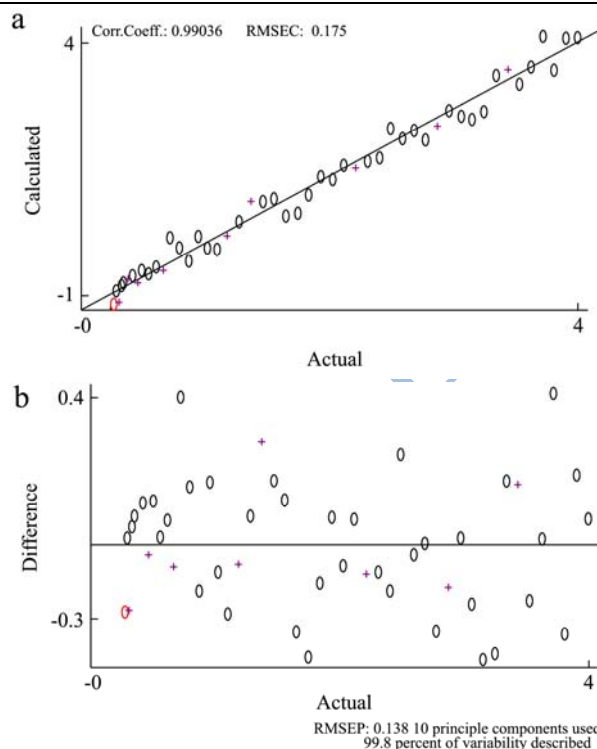 a
Corr.Coeff.: 0.99036 RMSEC: 0.175
4
Calculated
-1
-0
4
Actual
b
0.4
Difference
-0.3
-0
4
Actual
RMSEP: 0.138 10 principle components used
99.8 percent of variability described